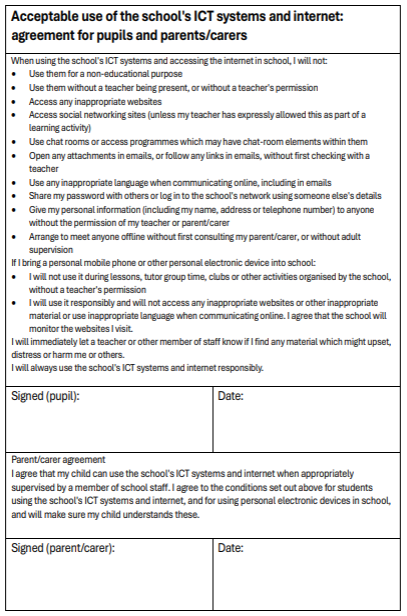 Acceptable use of the school's ICT systems and internet:
agreement for pupils and parents/carers
When using the school's ICT systems and accessing the internet in school, I will not:
• Use them for a non-educational purpose
• Use them without a teacher being present, or without a teacher's permission
• Access any inappropriate websites
• Access social networking sites (unless my teacher has expressly allowed this as part of a
learning activity)
• Use chat rooms or access programmes which may have chat-room elements within them
• Open any attachments in emails, or follow any links in emails, without first checking with a
teacher
• Use any inappropriate language when communicating online, including in emails
• Share my password with others or log in to the school's network using someone else's details
• Give my personal information (including my name, address or telephone number) to anyone
without the permission of my teacher or parent/carer
• Arrange to meet anyone offline without first consulting my parent/carer, or without adult
supervision
If I bring a personal mobile phone or other personal electronic device into school:
• I will not use it during lessons, tutor group time, clubs or other activities organised by the school,
without a teacher's permission
• I will use it responsibly and will not access any inappropriate websites or other inappropriate
material or use inappropriate language when communicating online. I agree that the school will
monitor the websites I visit.
I will immediately let a teacher or other member of staff know if I find any material which might upset,
distress or harm me or others.
I will always use the school's ICT systems and internet responsibly.
Signed (pupil):
Date:
Parent/carer agreement
I agree that my child can use the school's ICT systems and internet when appropriately
supervised by a member of school staff. I agree to the conditions set out above for students
using the school's ICT systems and internet, and for using personal electronic devices in school,
and will make sure my child understands these.
Signed (parent/carer):
Date: